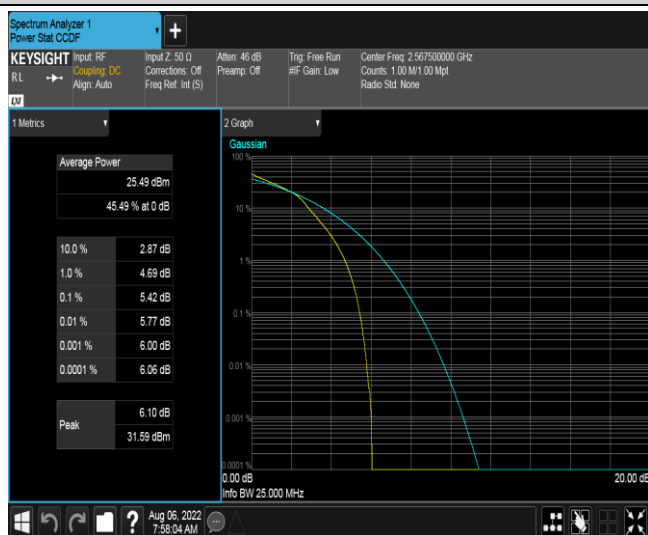 Spectrum Analyzer 1
Power Stat CCDF
KEYSIGHT
RL
LXI
Input: RF
Coupling: DC
Align: Auto
Input Z: 50 Ω
Corrections: Off
Freq Ref: Int (S)
Atten: 46 dB
Preamp: Off
Trig: Free Run
#IF Gain: Low
Center Freq: 2.567500000 GHz
Counts: 1.00 M/1.00 Mpt
Radio Std: None
1 Metrics
Average Power
25.49 dBm
45.49 % at 0 dB
10.0 % 2.87 dB
1.0 % 4.69 dB
0.1 % 5.42 dB
0.01 % 5.77 dB
0.001 % 6.00 dB
0.0001 % 6.06 dB
Peak
6.10 dB
31.59 dBm
2 Graph
Gaussian
100 %
10 %
1 %
0.1 %
0.01 %
0.001 %
0.0001 %
0.00 dB 20.00 dB
Info BW 25.000 MHz
Aug 06, 2022
7:58:04 AM